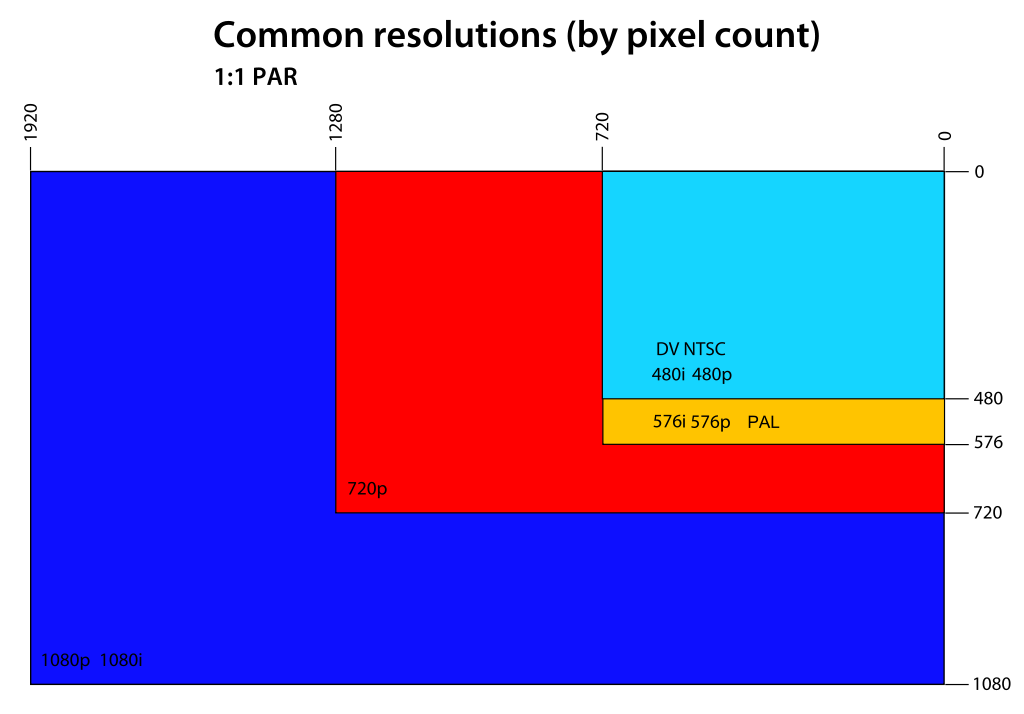 Common resolutions (by pixel count)
1:1 PAR
1920 1280 720 0
0
DV NTSC
480i 480p
480
576i 576p PAL
576
720p
720
1080p 1080i
1080